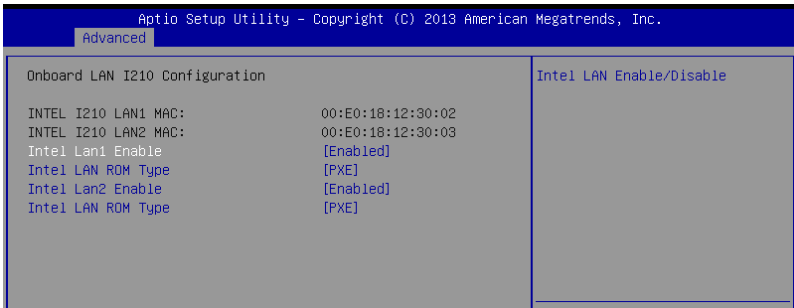 Aptio Setup Utility – Copyright (C) 2013 American Megatrends, Inc.
Advanced
Onboard LAN I210 Configuration
Intel LAN Enable/Disable
INTEL I210 LAN1 MAC: 00:E0:18:12:30:02
INTEL I210 LAN2 MAC: 00:E0:18:12:30:03
Intel Lan1 Enable [Enabled]
Intel LAN ROM Type [PXE]
Intel Lan2 Enable [Enabled]
Intel LAN ROM Type [PXE]